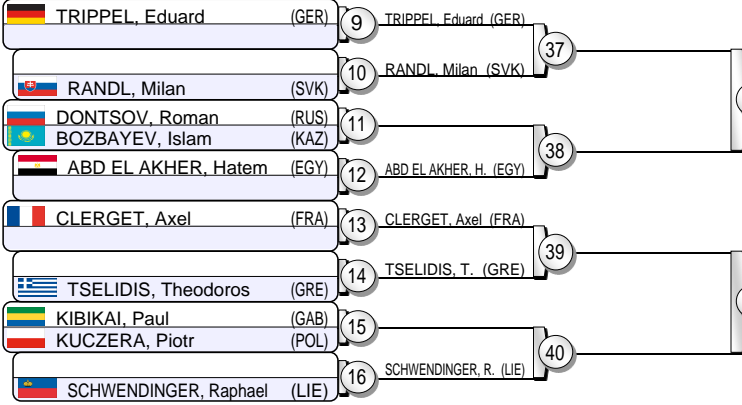 TRIPPEL, Eduard (GER)
9
TRIPPEL, Eduard (GER)
37
10
RANDL, Milan (SVK)
RANDL, Milan (SVK)
DONTSOV, Roman (RUS)
11
BOZBAYEV, Islam (KAZ)
38
ABD EL AKHER, Hatem (EGY)
12
ABD EL AKHER, H. (EGY)
CLERGET, Axel (FRA)
13
CLERGET, Axel (FRA)
39
14
TSELIDIS, T. (GRE)
TSELIDIS, Theodoros (GRE)
KIBIKAI, Paul (GAB)
15
KUCZERA, Piotr (POL)
40
16
SCHWENDINGER, R. (LIE)
SCHWENDINGER, Raphael (LIE)